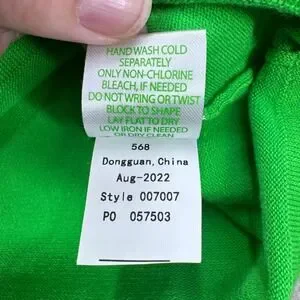 HAND WASH COLD
SEPARATELY
ONLY NON-CHLORINE
BLEACH, IF NEEDED
DO NOT WRING OR TWIST
BLOCK TO SHAPE
LAY FLAT TO DRY
LOW IRON IF NEEDED
OR DRY CLEAN
568
Dongguan, China
Aug-2022
Style 007007
PO 057503